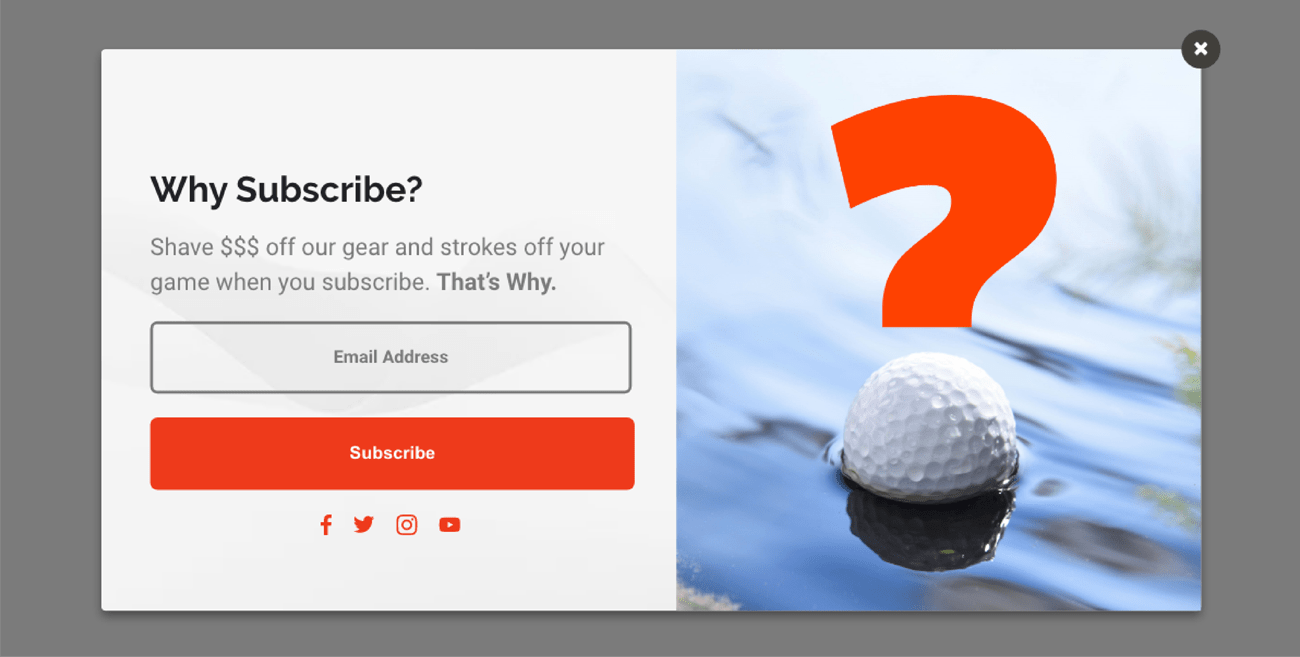 Why Subscribe?
Shave $$$ off our gear and strokes off your
game when you subscribe. That’s Why.
Email Address
Subscribe
?